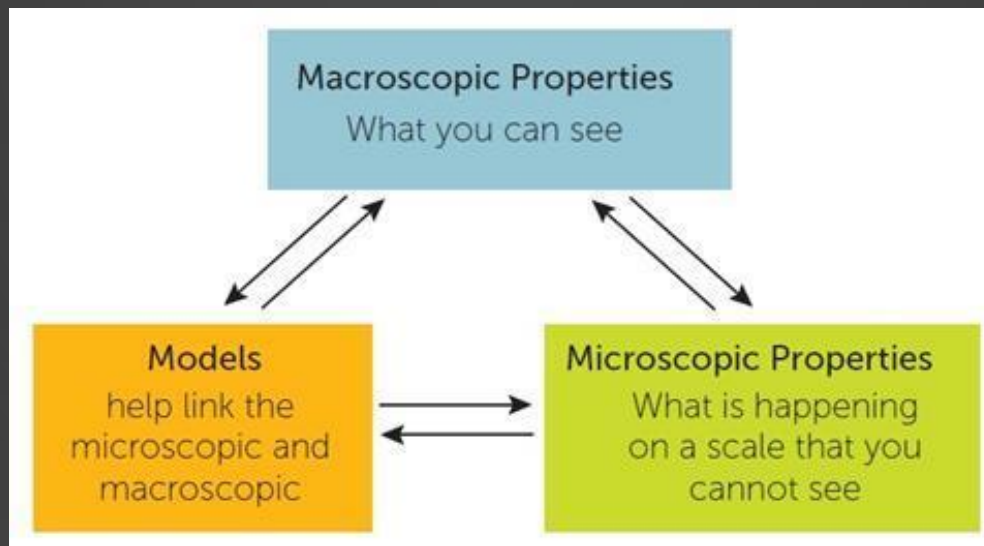 Macroscopic Properties
What you can see
Models
help link the
microscopic and
macroscopic
Microscopic Properties
What is happening
on a scale that you
cannot see